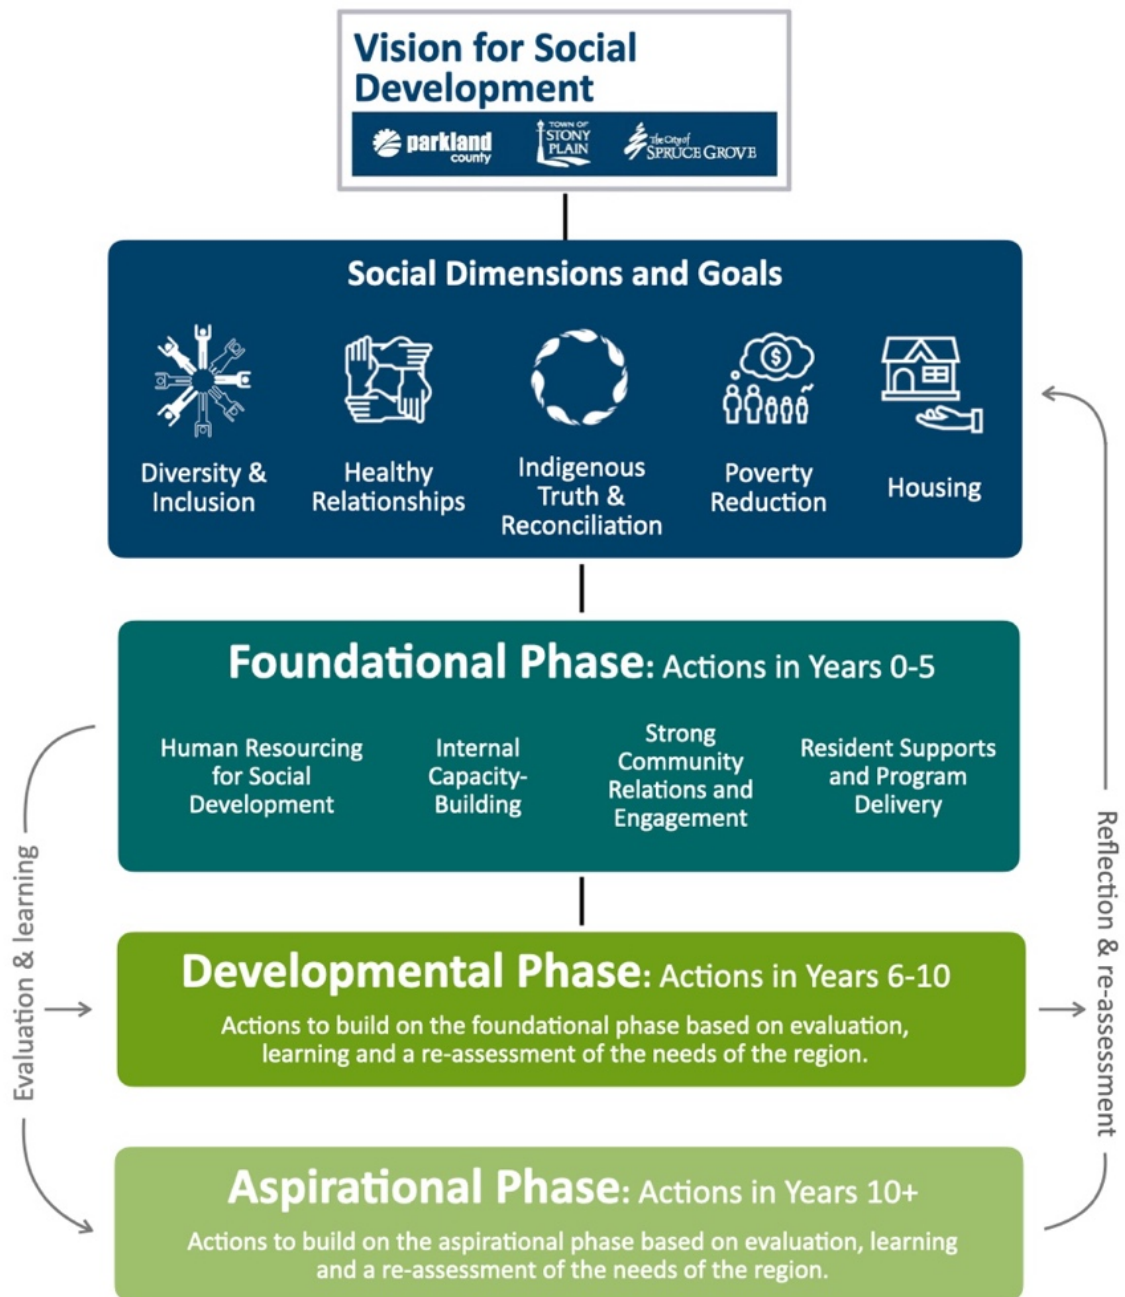 Vision for Social
Development
parkland
county
TOWN OF
STONY
PLAIN
The City of
SPRUCE GROVE
Social Dimensions and Goals
Diversity &
Inclusion
Healthy
Relationships
Indigenous
Truth &
Reconciliation
Poverty
Reduction
Housing
Foundational Phase: Actions in Years 0-5
Human Resourcing
for Social
Development
Internal
Capacity-
Building
Strong
Community
Relations and
Engagement
Resident Supports
and Program
Delivery
Evaluation & learning
Reflection & re-assessment
Developmental Phase: Actions in Years 6-10
Actions to build on the foundational phase based on evaluation,
learning and a re-assessment of the needs of the region.
Aspirational Phase: Actions in Years 10+
Actions to build on the aspirational phase based on evaluation, learning
and a re-assessment of the needs of the region.